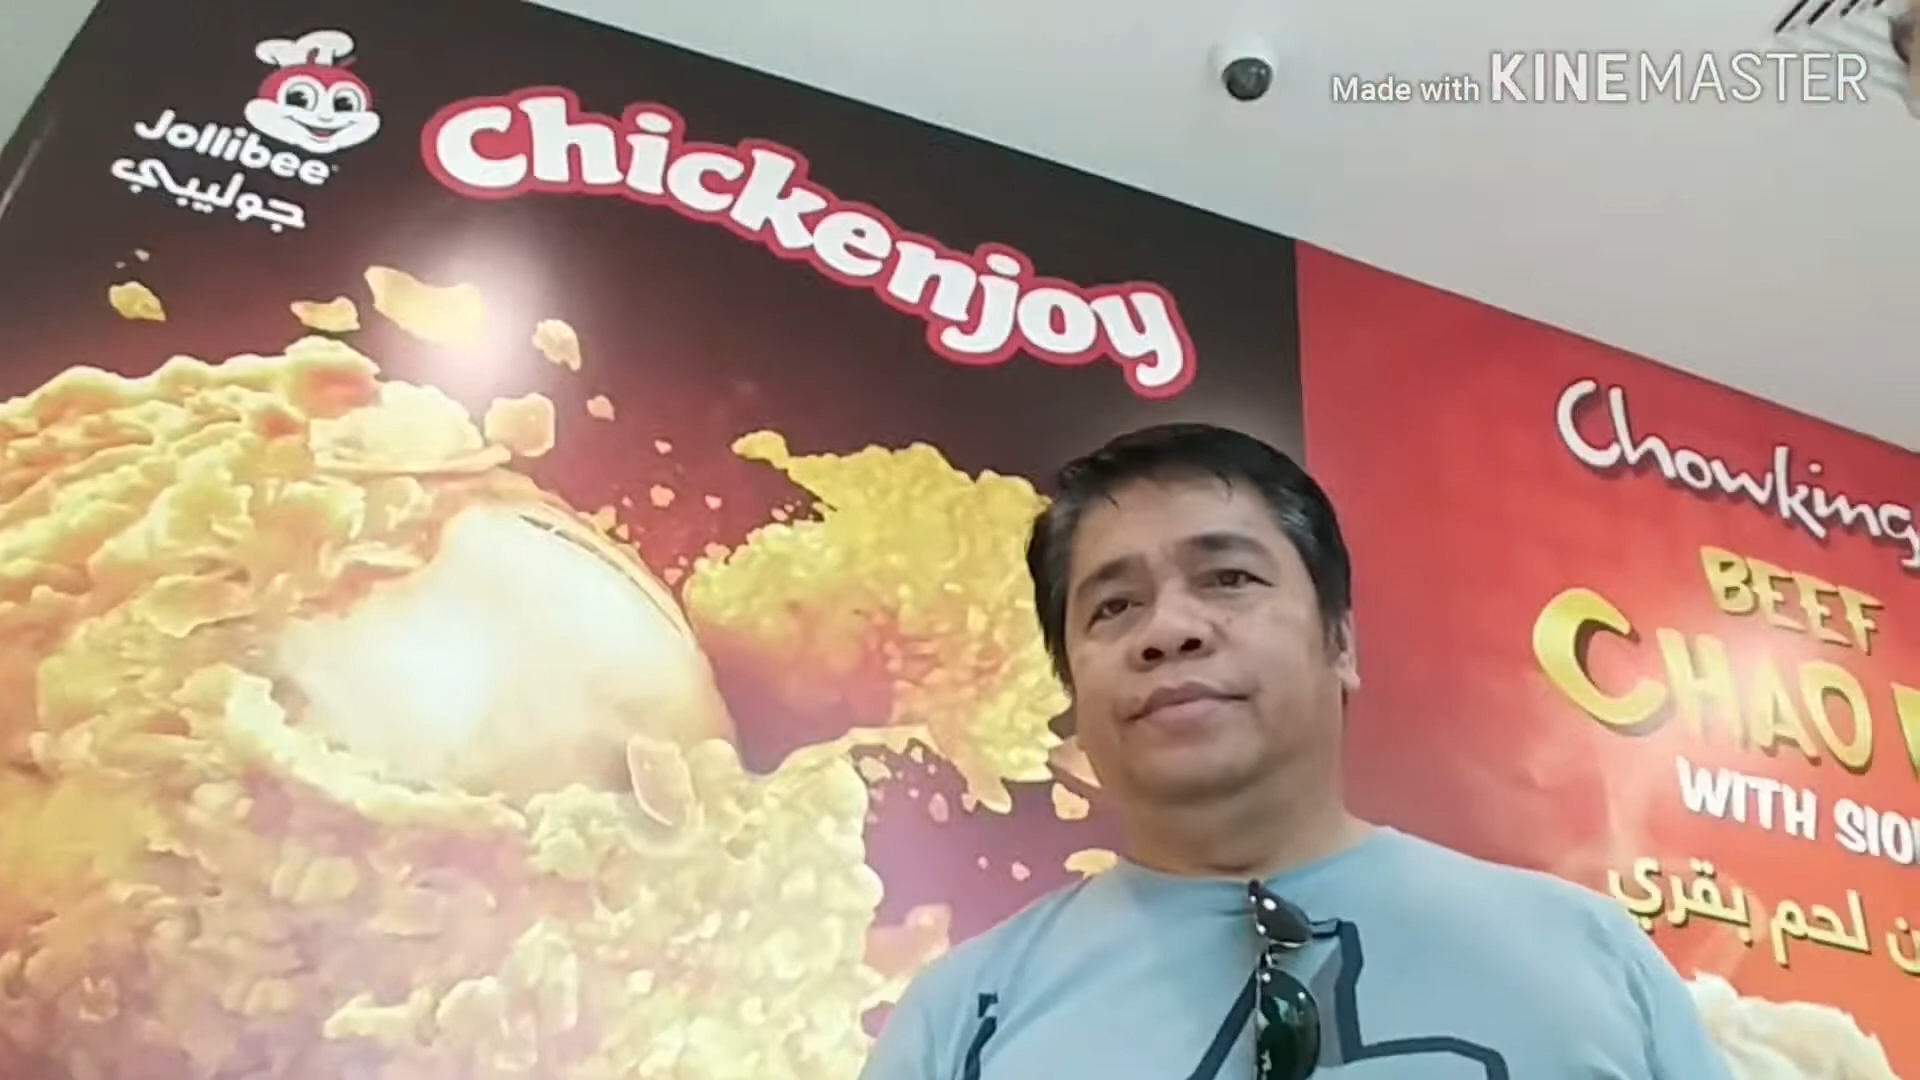 Made with KINEMASTER
Jollibee
جوليبي
Chickenjoy
Chowking
BEEF
CHAO
WITH
لحم بقري